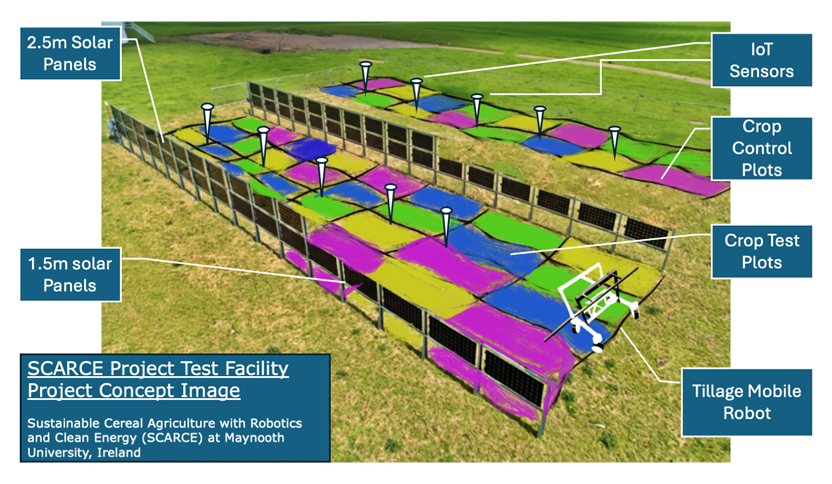 2.5m Solar
Panels
IoT
Sensors
Crop
Control
Plots
1.5m solar
Panels
Crop Test
Plots
SCARCE Project Test Facility
Project Concept Image
Sustainable Cereal Agriculture with Robotics
and Clean Energy (SCARCE) at Maynooth
University, Ireland
Tillage Mobile
Robot